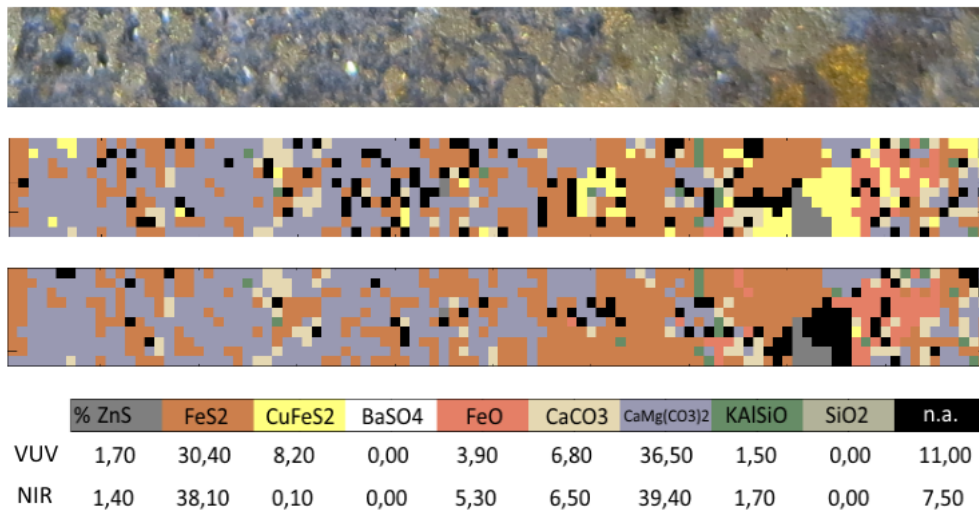 % ZnS FeS2 CuFeS2 BaSO4 FeO CaCO3 CaMg(CO3)2 KAlSiO SiO2 n.a.
VUV 1,70 30,40 8,20 0,00 3,90 6,80 36,50 1,50 0,00 11,00
NIR 1,40 38,10 0,10 0,00 5,30 6,50 39,40 1,70 0,00 7,50